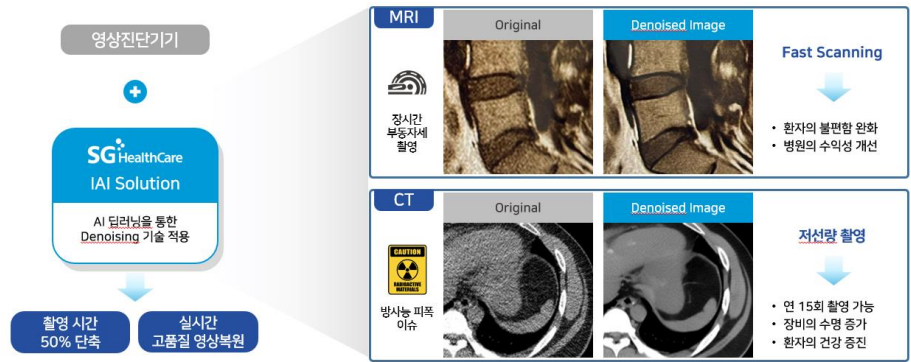 영상진단기기
SG HealthCare
IAI Solution
AI 딥러닝을 통한
Denoising 기술 적용
촬영 시간
50% 단축
실시간
고품질 영상복원
MRI
Original
Denoised Image
장시간
부동자세
촬영
Fast Scanning
• 환자의 불편함 완화
• 병원의 수익성 개선
CT
Original
Denoised Image
CAUTION
RADIOACTIVE
MATERIALS
방사능 피폭
이슈
저선량 촬영
• 연 15회 촬영 가능
• 장비의 수명 증가
• 환자의 건강 증진